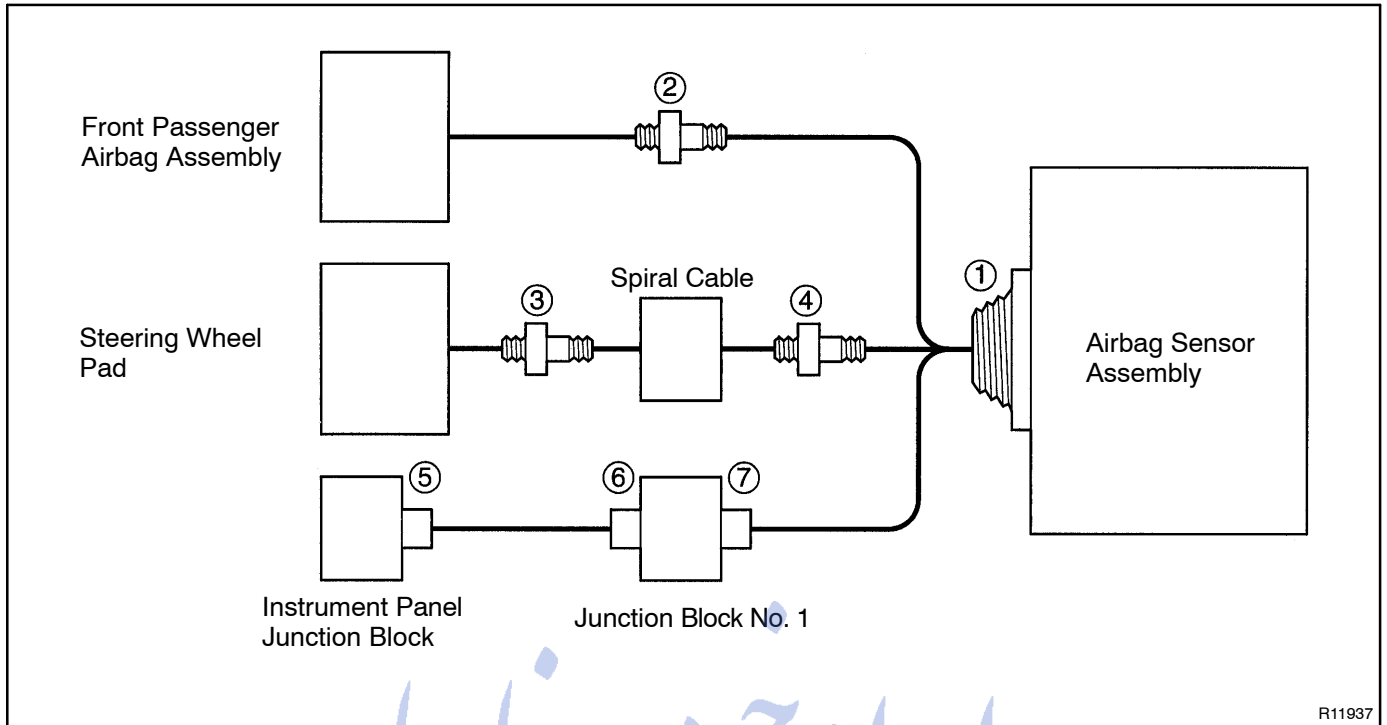 Front Passenger
Airbag Assembly
②
Steering Wheel
Pad
③
Spiral Cable
④
①
Airbag Sensor
Assembly
⑤
⑥
⑦
Instrument Panel
Junction Block
Junction Block No. 1
R11937